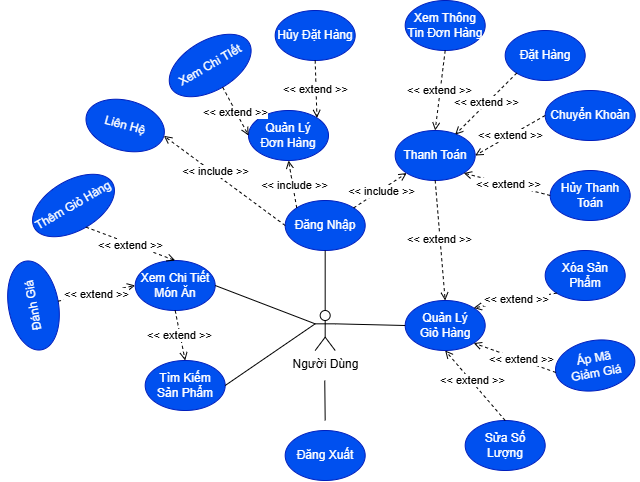 Xem Thông
Tin Đơn Hàng
Hủy Đặt Hàng
Đặt Hàng
Xem Chi Tiết
<< extend >>
<< extend >>
<< extend >>
<< extend >>
<< extend >>
Chuyển Khoản
Liên Hệ
Quản Lý
Đơn Hàng
<< extend >>
Thanh Toán
<< include >>
<< include >>
<< include >>
<< extend >>
Hủy Thanh
Toán
Thêm Giỏ Hàng
Đăng Nhập
<< extend >>
<< extend >>
Xem Chi Tiết
Món Ăn
Xóa Sản
Phẩm
Đánh Giá
<< extend >>
<< extend >>
<< extend >>
Quản Lý
Giỏ Hàng
<< extend >>
Áp Mã
Giảm Giá
Người Dùng
Tìm Kiếm
Sản Phẩm
<< extend >>
Đăng Xuất
Sửa Số
Lượng